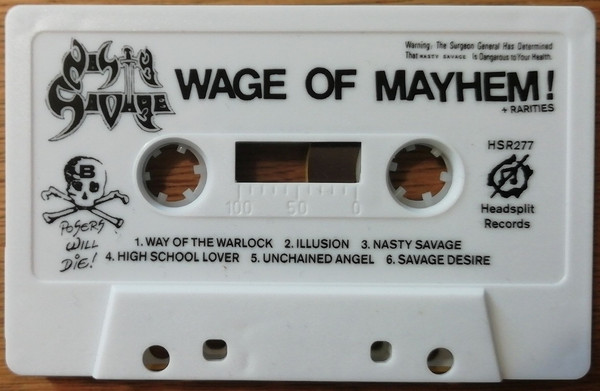 Nasty
Savage
Warning: The Surgeon General Has Determined
That NASTY SAVAGE Is Dangerous to Your Health.
WAGE OF MAYHEM!
+ RARITIES
HSR277
Headsplit
Records
B
POSERS
WILL
DiE!
100 50 0
1. WAY OF THE WARLOCK 2. ILLUSION 3. NASTY SAVAGE
4. HIGH SCHOOL LOVER 5. UNCHAINED ANGEL 6. SAVAGE DESIRE